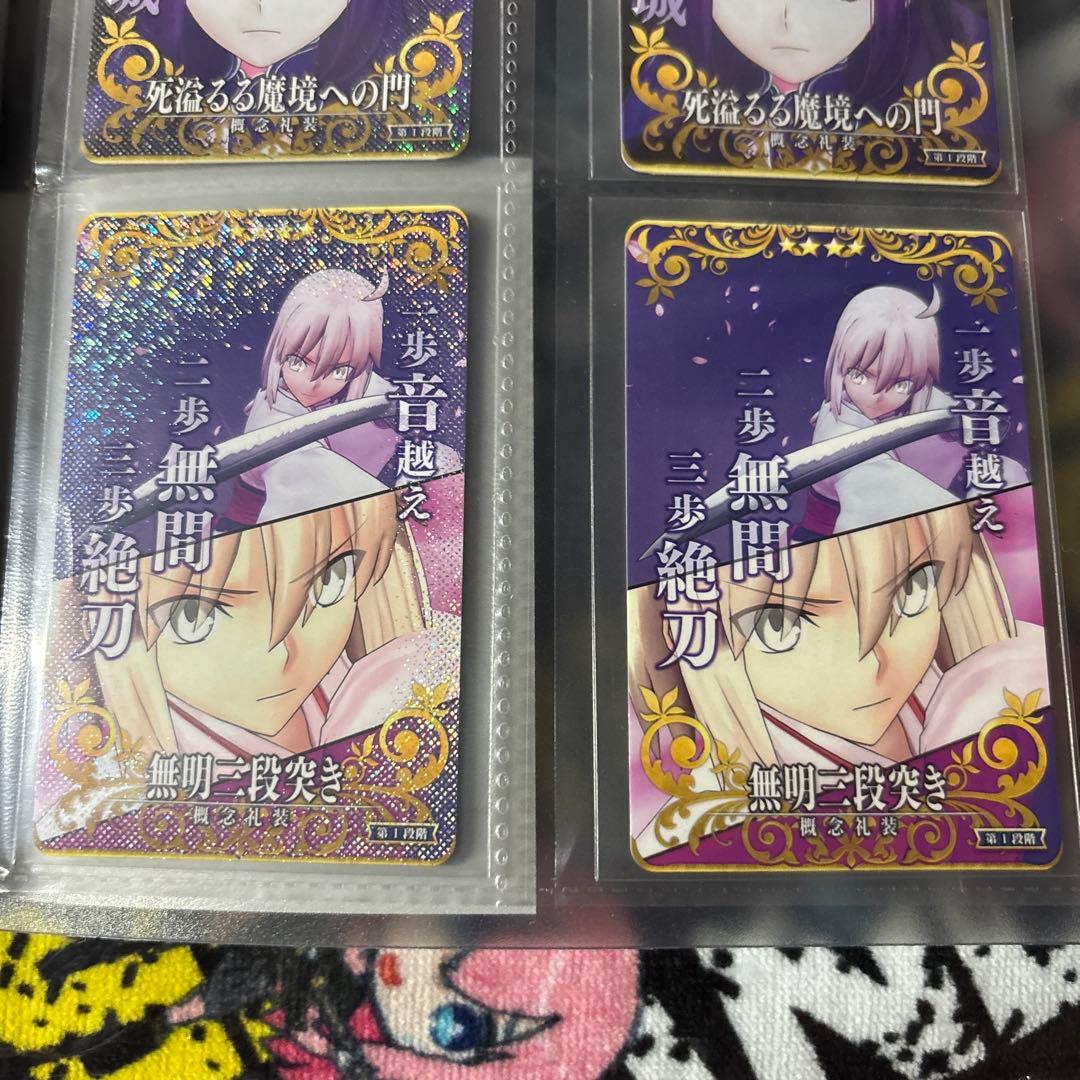 城
死溢るる魔境への門
概念礼装
第1段階
城
死溢るる魔境への門
概念礼装
第1段階
一歩音越え
二歩無間
三歩絶刀
無明三段突き
概念礼装
第1段階
一歩音越え
二歩無間
三歩絶刀
無明三段突き
概念礼装
第1段階